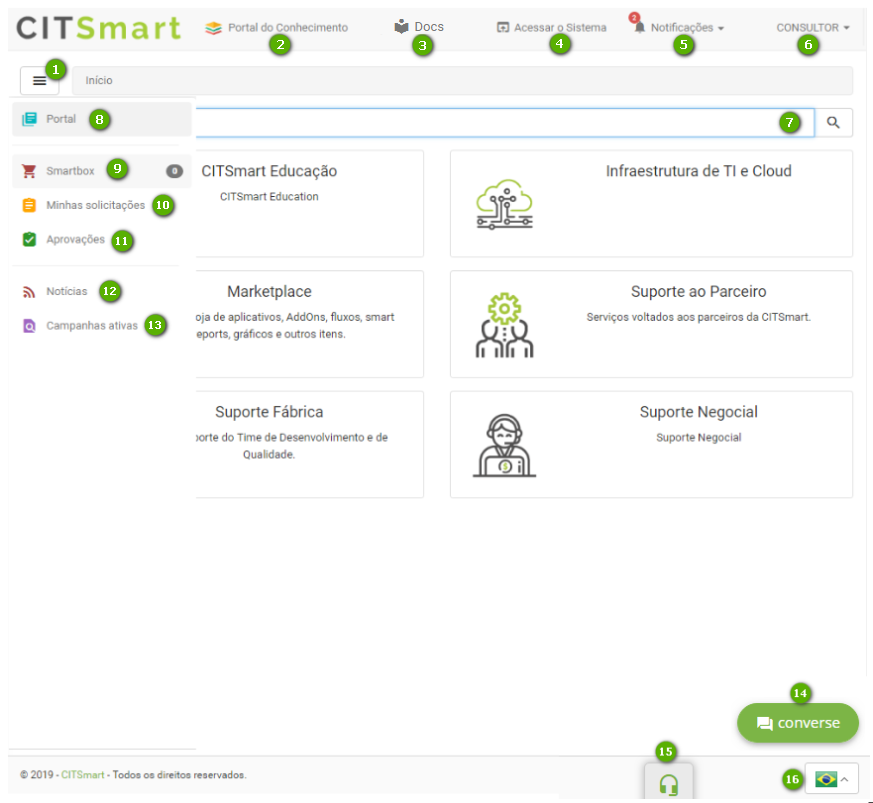 CITSmart
Portal do Conhecimento
Docs
Acessar o Sistema
2
Notificações
CONSULTOR
2
3
4
5
6
1
Início
Portal
8
7
Smartbox
9
0
CITSmart Educação
CITSmart Education
Infraestrutura de TI e Cloud
Minhas solicitações
10
Aprovações
11
Notícias
12
Campanhas ativas
13
Marketplace
oja de aplicativos, AddOns, fluxos, smart
eports, gráficos e outros itens.
Suporte ao Parceiro
Serviços voltados aos parceiros da CITSmart.
Suporte Fábrica
orte do Time de Desenvolvimento e de
Qualidade.
Suporte Negocial
Suporte Negocial
14
converse
15
© 2019 - CITSmart - Todos os direitos reservados.
16